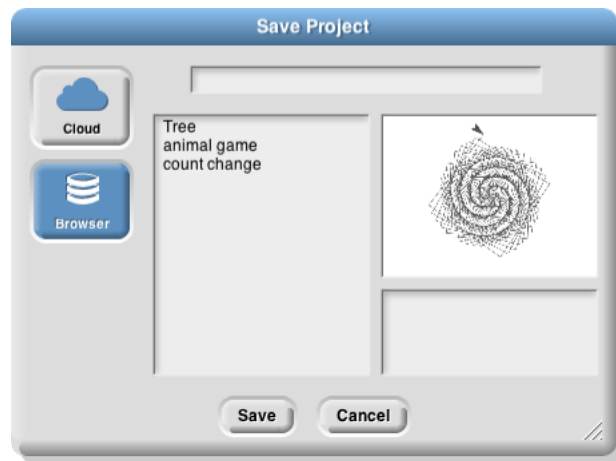 Save Project
Cloud
Browser
Tree
animal game
count change
Save
Cancel